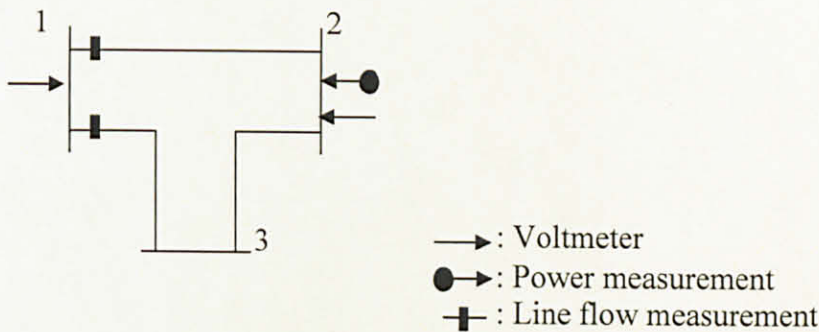 1
2
3
: Voltmeter
: Power measurement
: Line flow measurement